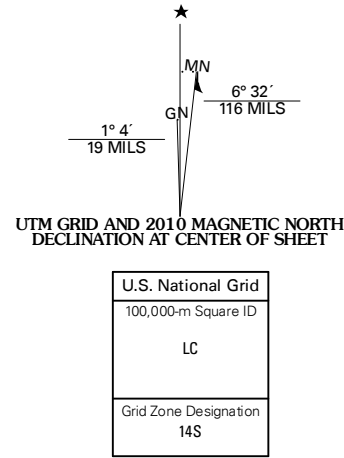 ★
MN
GN
6° 32´
116 MILS
1° 4´
19 MILS
UTM GRID AND 2010 MAGNETIC NORTH
DECLINATION AT CENTER OF SHEET
U.S. National Grid
100,000-m Square ID
LC
Grid Zone Designation
14S